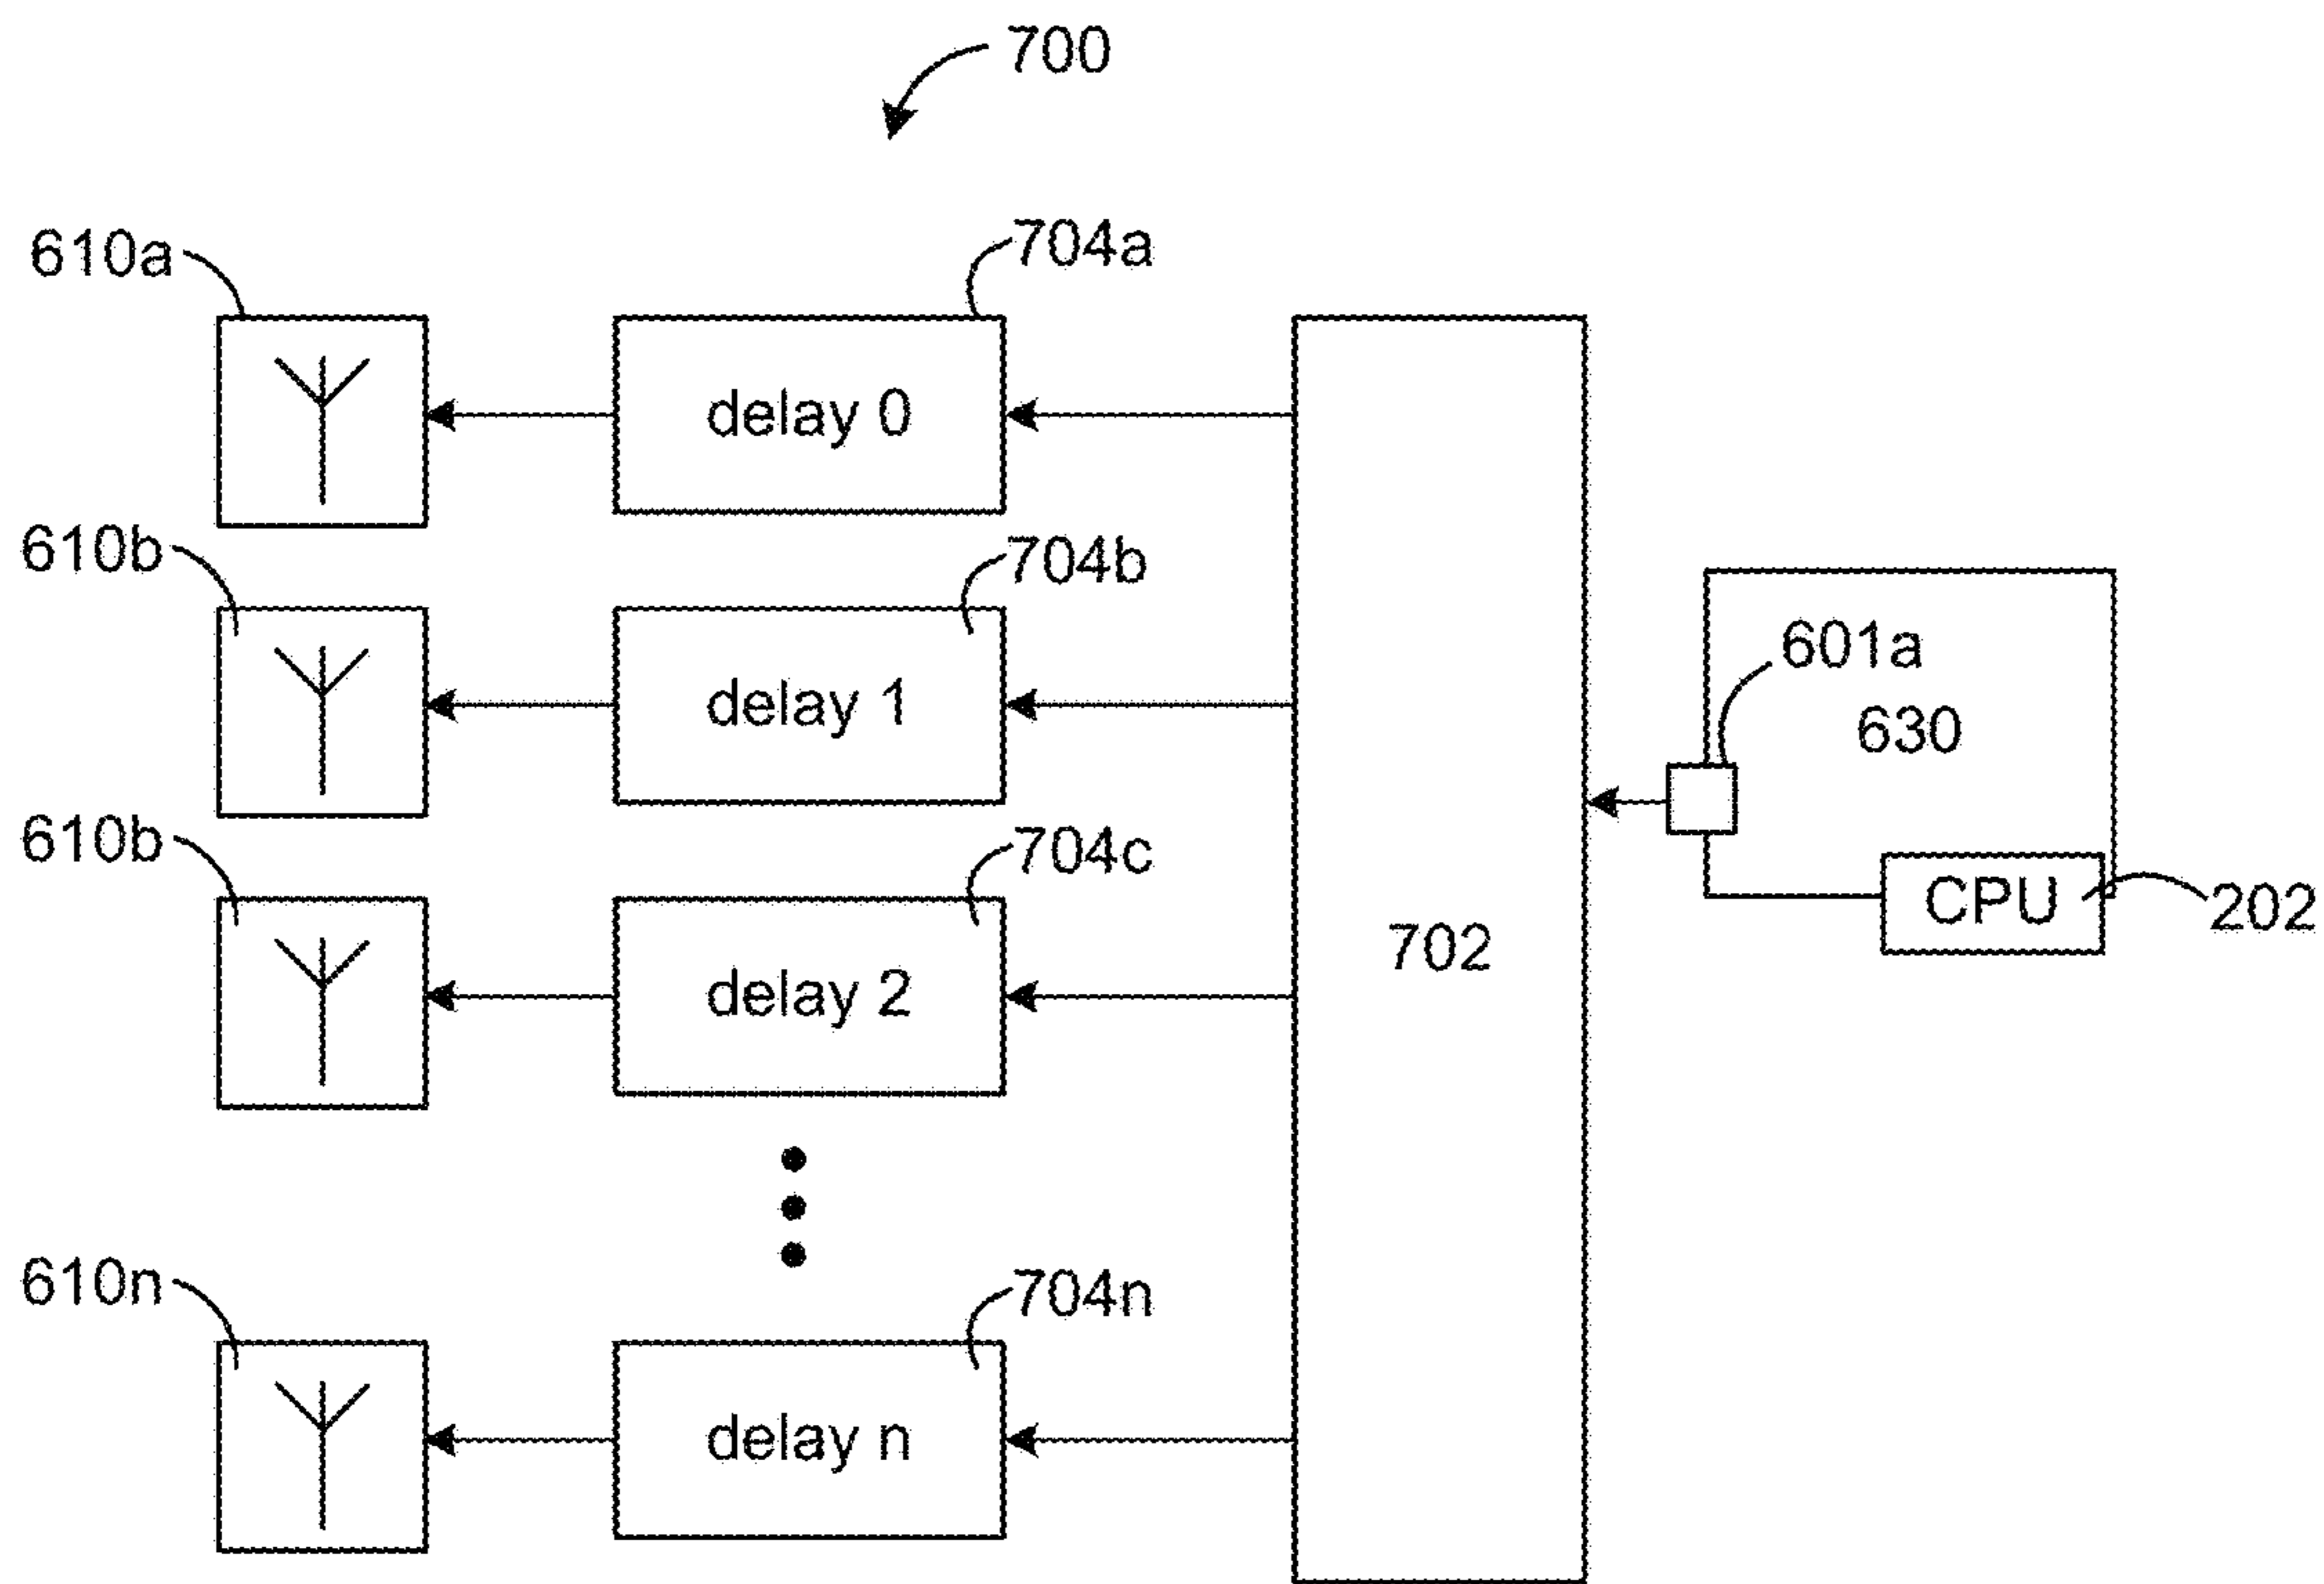 700
610a
704a
delay 0
610b
704b
delay 1
601a
630
610b
704c
delay 2
CPU
202
702
610n
704n
delay n